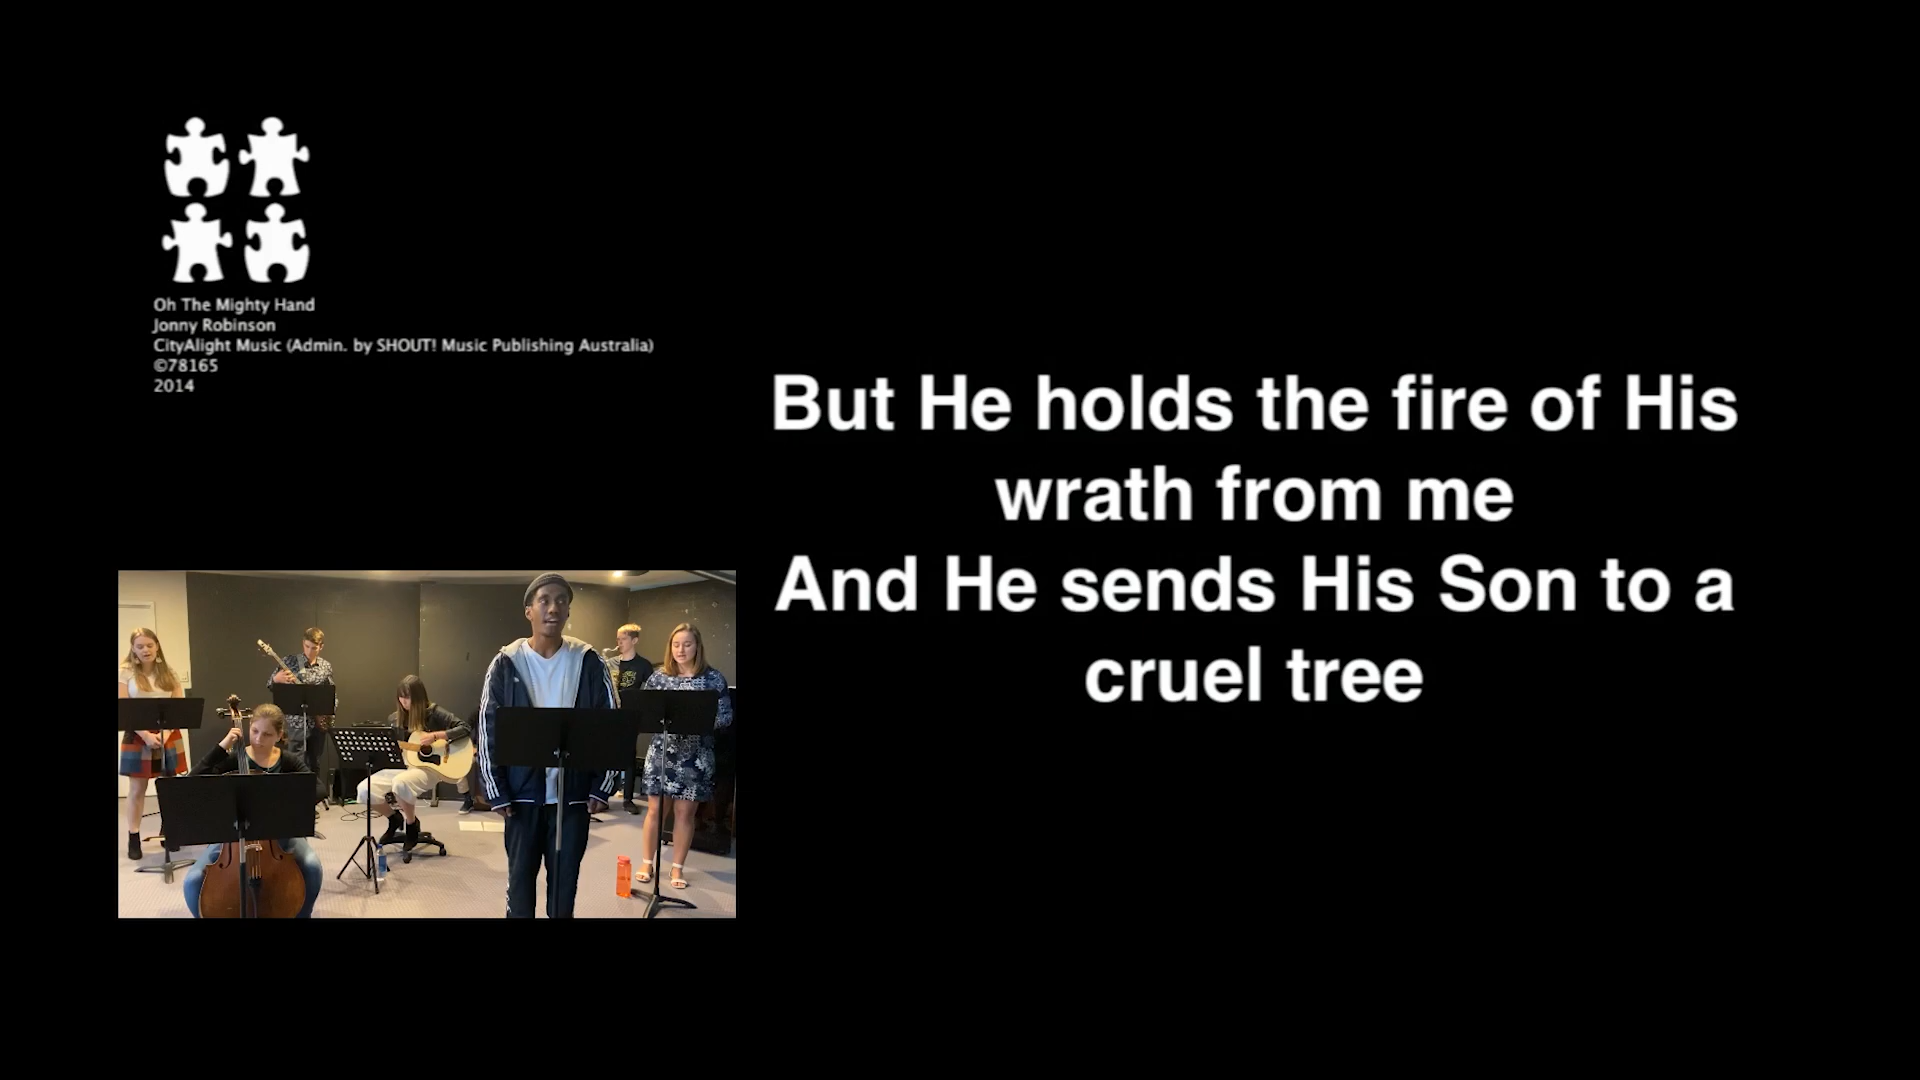 Oh The Mighty Hand
Jonny Robinson
CityAlight Music (Admin. by SHOUT! Music Publishing Australia)
©78165
2014
But He holds the fire of His
wrath from me
And He sends His Son to a
cruel tree